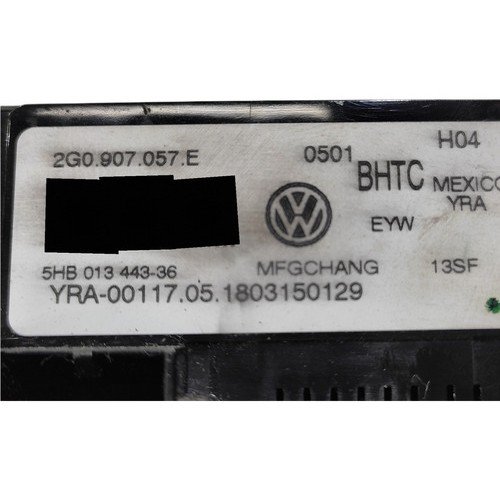 2G0.907.057.E
0501
H04
BHTC
MEXICO
YRA
EYW
5HB 013 443-36
MFGCHANG
13SF
YRA-00117.05.1803150129